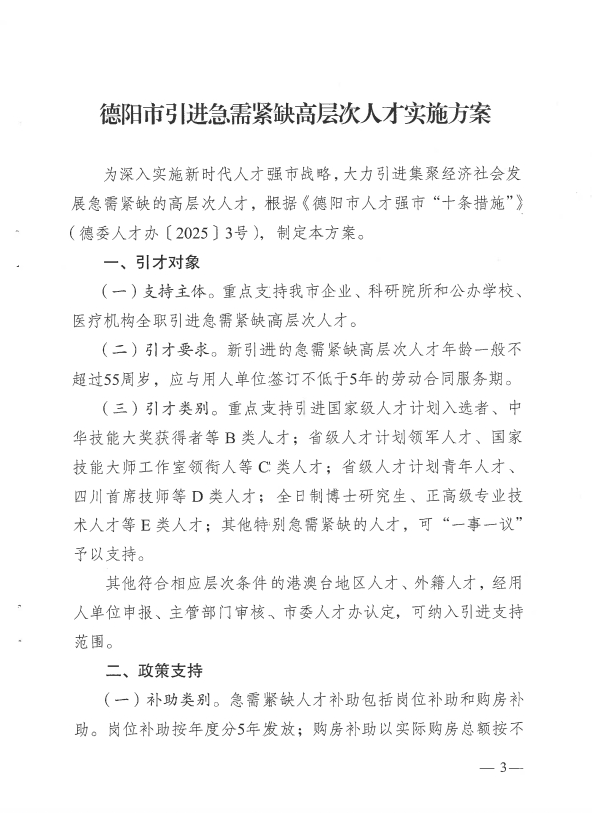 德阳市引进急需紧缺高层次人才实施方案
为深入实施新时代人才强市战略，大力引进集聚经济社会发
展急需紧缺的高层次人才，根据《德阳市人才强市“十条措施”》
（德委人才办〔2025〕3号），制定本方案。
一、引才对象
（一）支持主体。重点支持我市企业、科研院所和公办学校、
医疗机构全职引进急需紧缺高层次人才。
（二）引才要求。新引进的急需紧缺高层次人才年龄一般不
超过55周岁，应与用人单位签订不低于5年的劳动合同服务期。
（三）引才类别。重点支持引进国家级人才计划入选者、中
华技能大奖获得者等 B 类人才；省级人才计划领军人才、国家
技能大师工作室领衔人等 C 类人才；省级人才计划青年人才、
四川首席技师等 D 类人才；全日制博士研究生、正高级专业技
术人才等 E 类人才；其他特别急需紧缺的人才，可“一事一议”
予以支持。
其他符合相应层次条件的港澳台地区人才、外籍人才，经用
人单位申报、主管部门审核、市委人才办认定，可纳入引进支持
范围。
二、政策支持
（一）补助类别。急需紧缺人才补助包括岗位补助和购房补
助。岗位补助按年度分5年发放；购房补助以实际购房总额按不
— 3—